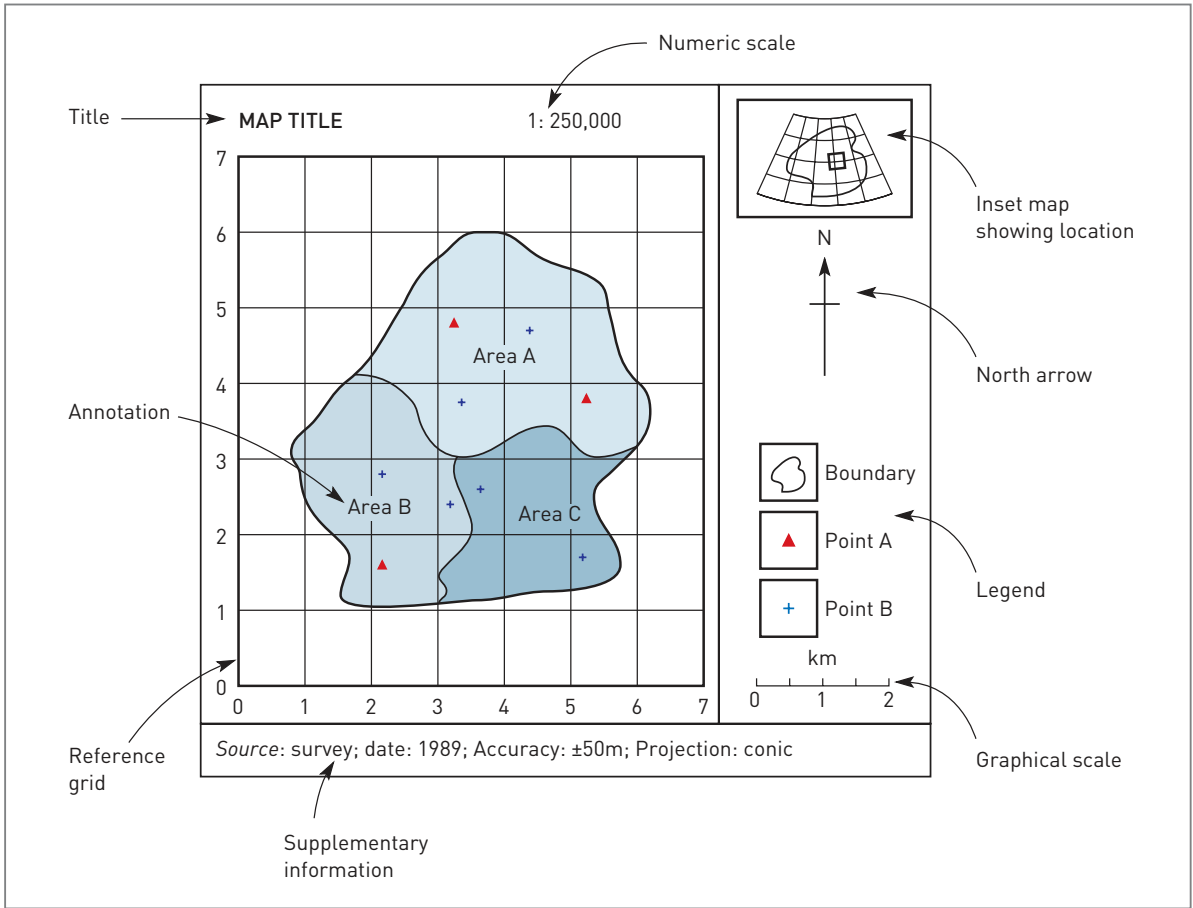 Numeric scale
Title
MAP TITLE
1: 250,000
Inset map
showing location
N
North arrow
7
6
5
4
3
2
1
0
0 1 2 3 4 5 6 7
Area A
Annotation
Area B
Area C
Boundary
Point A
Point B
Legend
km
0 1 2
Graphical scale
Reference
grid
Source: survey; date: 1989; Accuracy: ±50m; Projection: conic
Supplementary
information